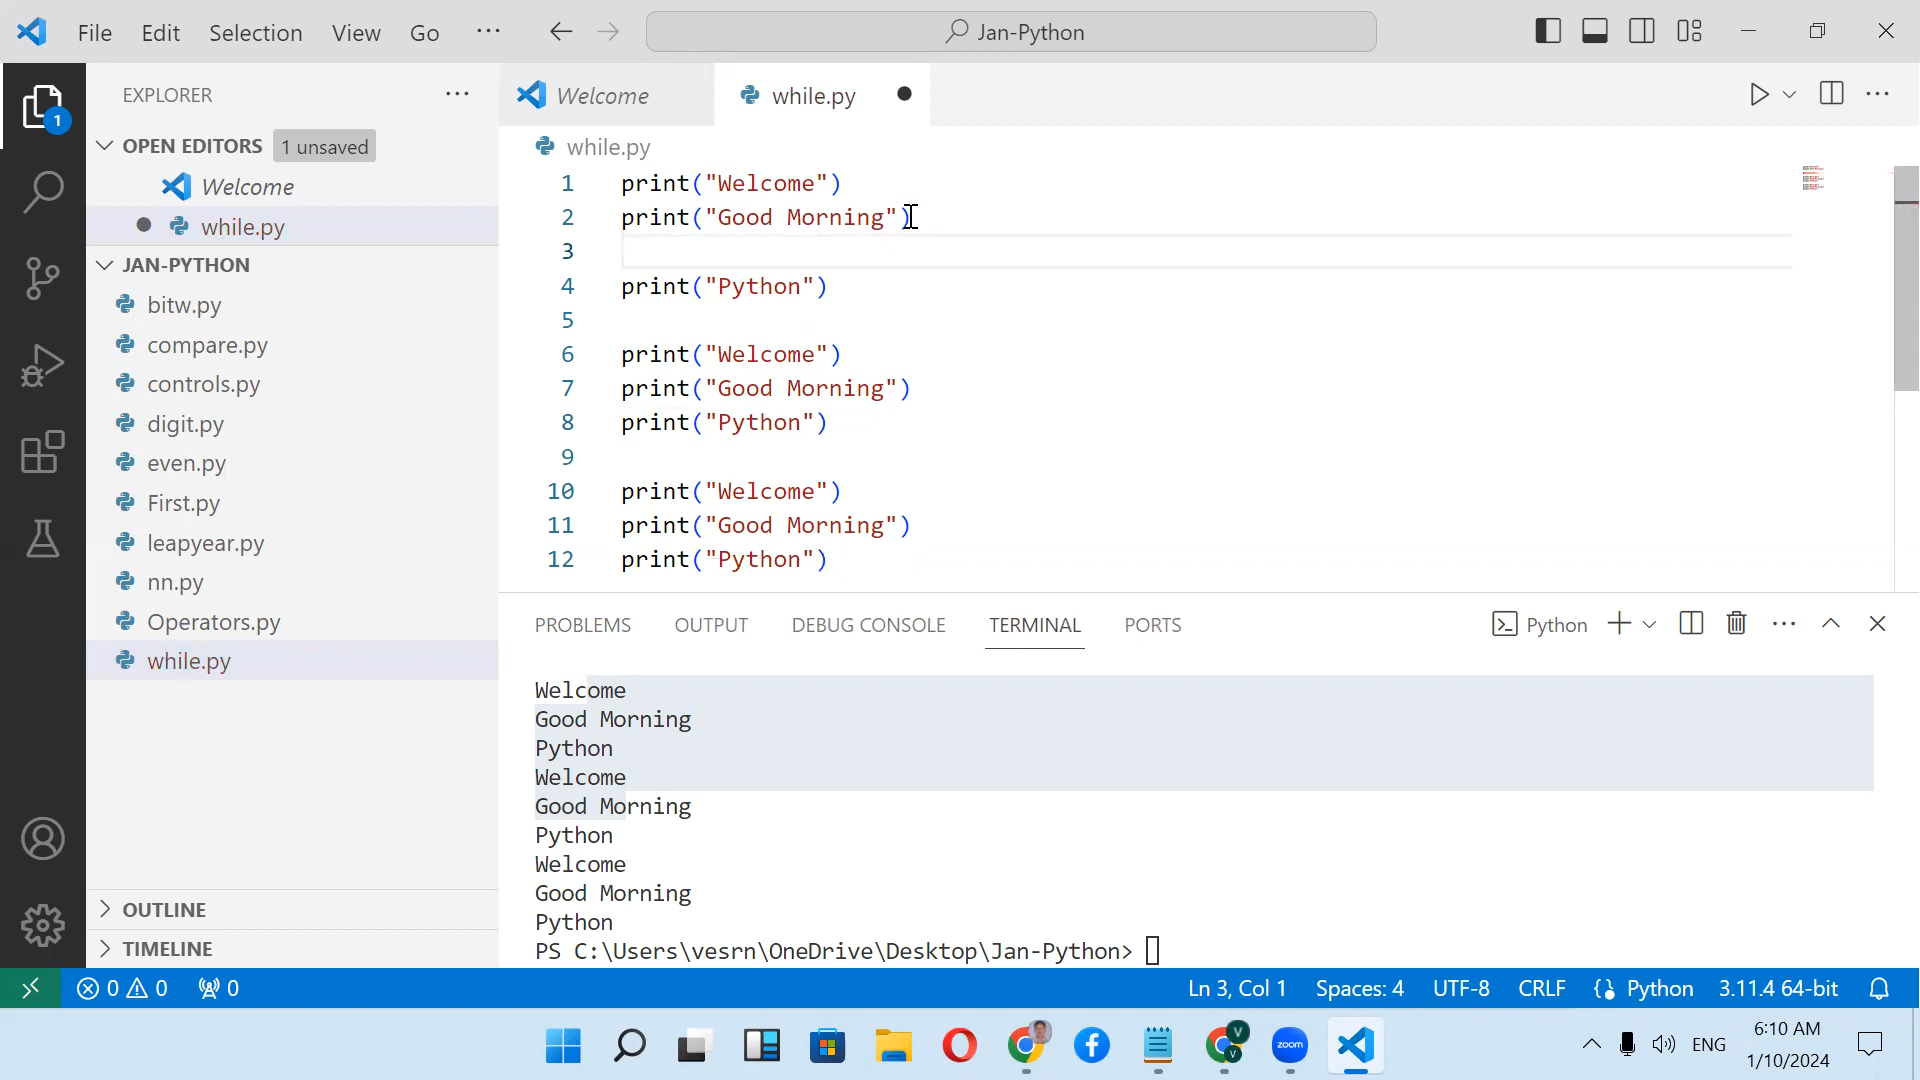 File Edit Selection View Go ··· Jan-Python
EXPLORER ···
1
OPEN EDITORS 1 unsaved
Welcome
while.py
JAN-PYTHON
bitw.py
compare.py
controls.py
digit.py
even.py
First.py
leapyear.py
nn.py
Operators.py
while.py
OUTLINE
TIMELINE
Welcome while.py
while.py
1 print("Welcome")
2 print("Good Morning")
3
4 print("Python")
5
6 print("Welcome")
7 print("Good Morning")
8 print("Python")
9
10 print("Welcome")
11 print("Good Morning")
12 print("Python")
PROBLEMS OUTPUT DEBUG CONSOLE TERMINAL PORTS Python
Welcome
Good Morning
Python
Welcome
Good Morning
Python
Welcome
Good Morning
Python
PS C:\Users\vesrn\OneDrive\Desktop\Jan-Python>
0 0 0 Ln 3, Col 1 Spaces: 4 UTF-8 CRLF Python 3.11.4 64-bit
V
V
zoom
ENG
6:10 AM
1/10/2024